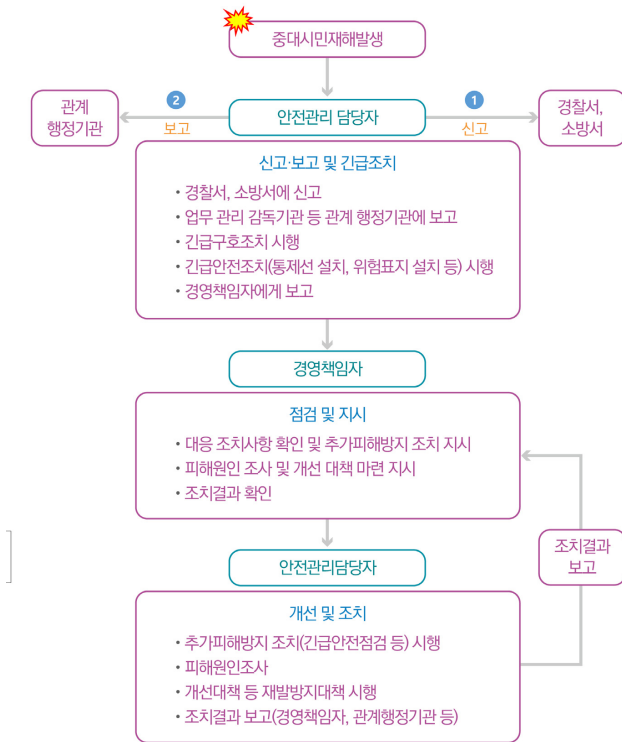 중대시민재해발생
관계
행정기관
2
보고
안전관리 담당자
1
신고
경찰서,
소방서
신고·보고 및 긴급조치
• 경찰서, 소방서에 신고
• 업무 관리 감독기관 등 관계 행정기관에 보고
• 긴급구호조치 시행
• 긴급안전조치(통제선 설치, 위험표지 설치 등) 시행
• 경영책임자에게 보고
경영책임자
점검 및 지시
• 대응 조치사항 확인 및 추가피해방지 조치 지시
• 피해원인 조사 및 개선 대책 마련 지시
• 조치결과 확인
조치결과
보고
안전관리담당자
개선 및 조치
• 추가피해방지 조치(긴급안전점검 등) 시행
• 피해원인조사
• 개선대책 등 재발방지대책 시행
• 조치결과 보고(경영책임자, 관계행정기관 등)